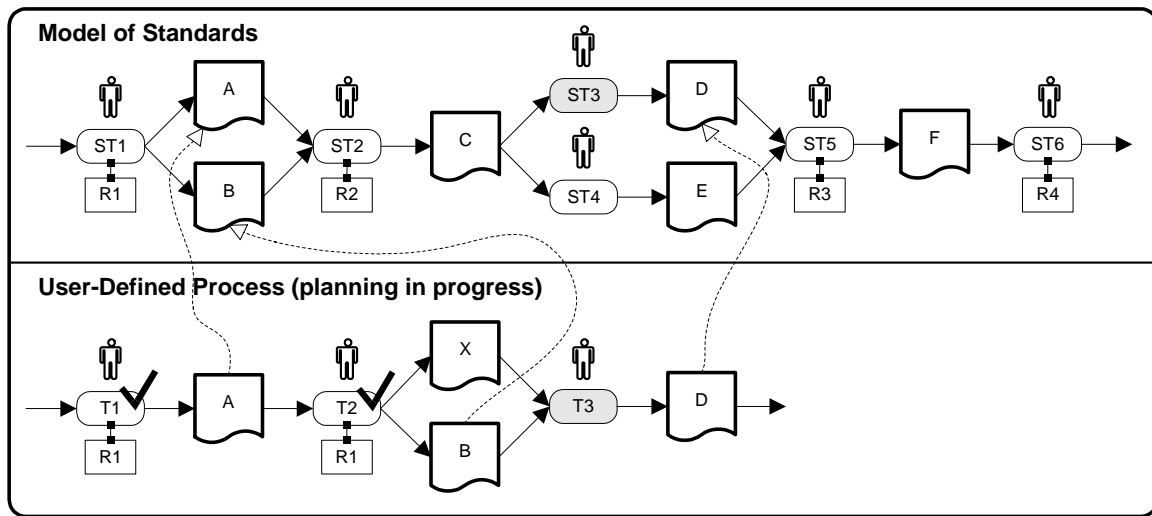 Model of Standards
A
ST3
D
ST1
ST2
C
ST5
F
ST6
R1
B
R2
ST4
E
R3
R4
User-Defined Process (planning in progress)
X
T1
A
T2
T3
D
R1
R1
B